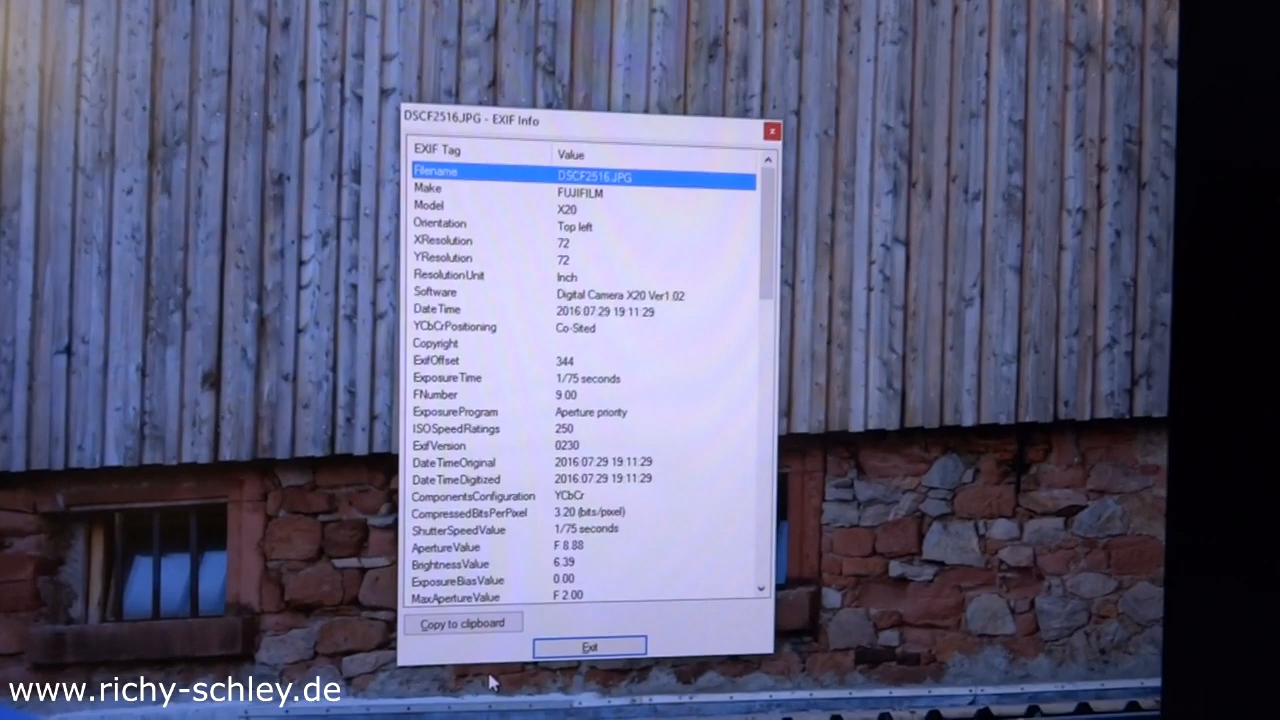 DSCF2516.JPG - EXIF Info
x
EXIF Tag Value
Filename DSCF2516.JPG
Make FUJIFILM
Model X20
Orientation Top left
XResolution 72
YResolution 72
ResolutionUnit Inch
Software Digital Camera X20 Ver1.02
DateTime 2016:07:29 19:11:29
YCbCrPositioning Co-Sited
Copyright
ExifOffset 344
ExposureTime 1/75 seconds
FNumber 9.00
ExposureProgram Aperture priority
ISOSpeedRatings 250
ExifVersion 0230
DateTimeOriginal 2016:07:29 19:11:29
DateTimeDigitized 2016:07:29 19:11:29
ComponentsConfiguration YCbCr
CompressedBitsPerPixel 3.20 (bits/pixel)
ShutterSpeedValue 1/75 seconds
ApertureValue F 8.88
BrightnessValue 6.39
ExposureBiasValue 0.00
MaxApertureValue F 2.00
Copy to clipboard
Exit
www.richy-schley.de